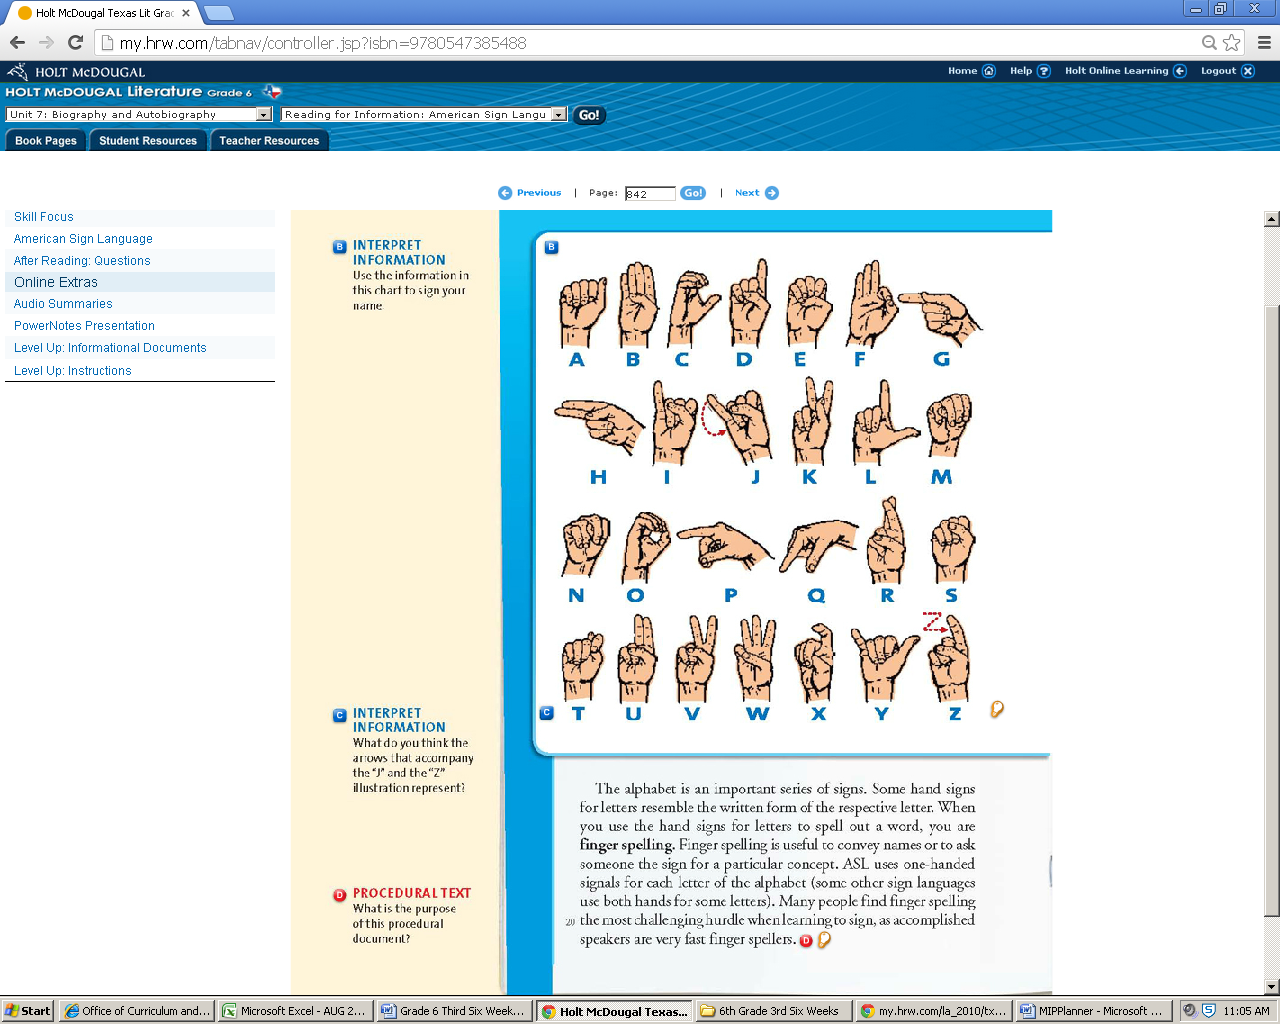 Holt McDougal Texas Lit Grad
my.hrw.com/tabnav/controller.jsp?isbn=9780547385488
HOLT McDOUGAL
Home Help ? Holt Online Learning Logout
HOLT McDOUGAL Literature Grade 6
Unit 7: Biography and Autobiography Reading for Information: American Sign Langu Go!
Book Pages Student Resources Teacher Resources
Previous | Page: 842 Go! | Next
Skill Focus
American Sign Language
After Reading: Questions
Online Extras
Audio Summaries
PowerNotes Presentation
Level Up: Informational Documents
Level Up: Instructions
B INTERPRET
INFORMATION
Use the information in
this chart to sign your
name
B
A B C D E F G
H I J K L M
N O P Q R S
Z
C T U V W X Y Z
C INTERPRET
INFORMATION
What do you think the
arrows that accompany
the "J" and the "Z"
illustration represent?
The alphabet is an important series of signs. Some hand signs
for letters resemble the written form of the respective letter. When
you use the hand signs for letters to spell out a word, you are
finger spelling. Finger spelling is useful to convey names or to ask
someone the sign for a particular concept. ASL uses one-handed
signals for each letter of the alphabet (some other sign languages
use both hands for some letters). Many people find finger spelling
20 the most challenging hurdle when learning to sign, as accomplished
speakers are very fast finger spellers. D
D PROCEDURAL TEXT
What is the purpose
of this procedural
document?
Start Office of Curriculum and... Microsoft Excel - AUG 2... Grade 6 Third Six Week... Holt McDougal Texas... 6th Grade 3rd Six Weeks my.hrw.com/la_2010/tx... MIPPlanner - Microsoft ... 11:05 AM